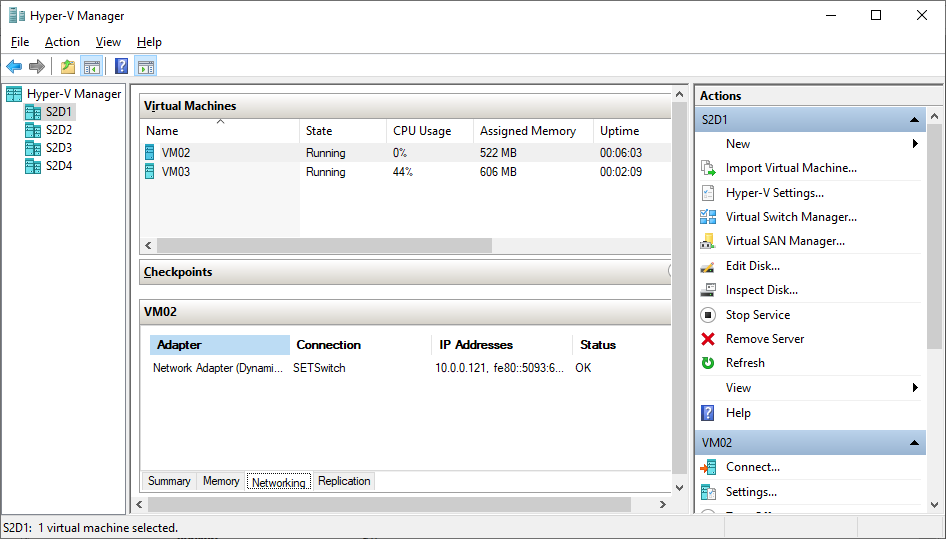 Hyper-V Manager
File Action View Help
Hyper-V Manager
S2D1
S2D2
S2D3
S2D4
Virtual Machines
Name State CPU Usage Assigned Memory Uptime
VM02 Running 0% 522 MB 00:06:03
VM03 Running 44% 606 MB 00:02:09
Checkpoints
VM02
Adapter Connection IP Addresses Status
Network Adapter (Dynami... SETSwitch 10.0.0.121, fe80::5093:6... OK
Summary Memory Networking Replication
Actions
S2D1
New
Import Virtual Machine...
Hyper-V Settings...
Virtual Switch Manager...
Virtual SAN Manager...
Edit Disk...
Inspect Disk...
Stop Service
Remove Server
Refresh
View
Help
VM02
Connect...
Settings...
S2D1: 1 virtual machine selected.